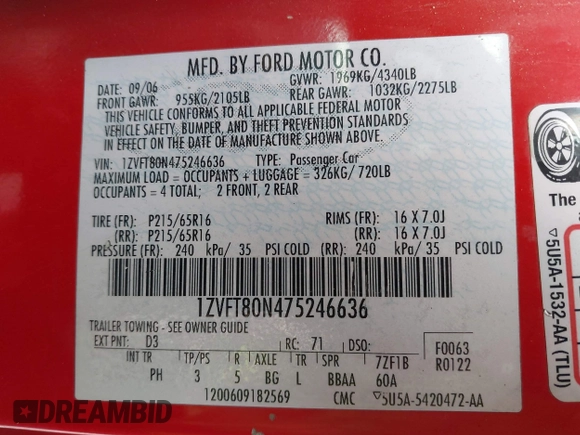 MFD. BY FORD MOTOR CO.
DATE: 09/06 GVWR: 1969KG/4340LB
FRONT GAWR: 955KG/2105LB REAR GAWR: 1032KG/2275LB
THIS VEHICLE CONFORMS TO ALL APPLICABLE FEDERAL MOTOR
VEHICLE SAFETY, BUMPER, AND THEFT PREVENTION STANDARDS
IN EFFECT ON THE DATE OF MANUFACTURE SHOWN ABOVE.
VIN: 1ZVFT80N475246636 TYPE: Passenger Car
MAXIMUM LOAD = OCCUPANTS + LUGGAGE = 326KG/720LB
OCCUPANTS = 4 TOTAL; 2 FRONT, 2 REAR
TIRE (FR): P215/65R16 RIMS (FR): 16 X 7.0J
(RR): P215/65R16 (RR): 16 X 7.0J
PRESSURE (FR): 240 kPa/ 35 PSI COLD (RR): 240 kPa/ 35 PSI COLD
1ZVFT80N475246636
TRAILER TOWING - SEE OWNER GUIDE
EXT PNT: D3 RC: 71 DSO: F0063
INT TR TP/PS R AXLE TR SPR 7ZF1B R0122
PH 3 5 BG L BBAA 60A
1200609182569 CMC ▽5U5A-5420472-AA
The
▽5U5A-1532-AA (TLU)
DREAMBID